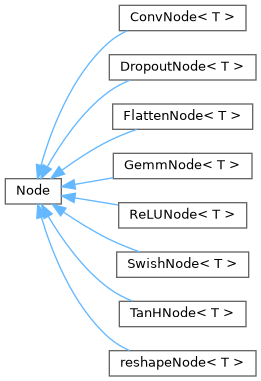 ConvNode< T >
DropoutNode< T >
FlattenNode< T >
GemmNode< T >
Node
ReLUNode< T >
SwishNode< T >
TanHNode< T >
reshapeNode< T >